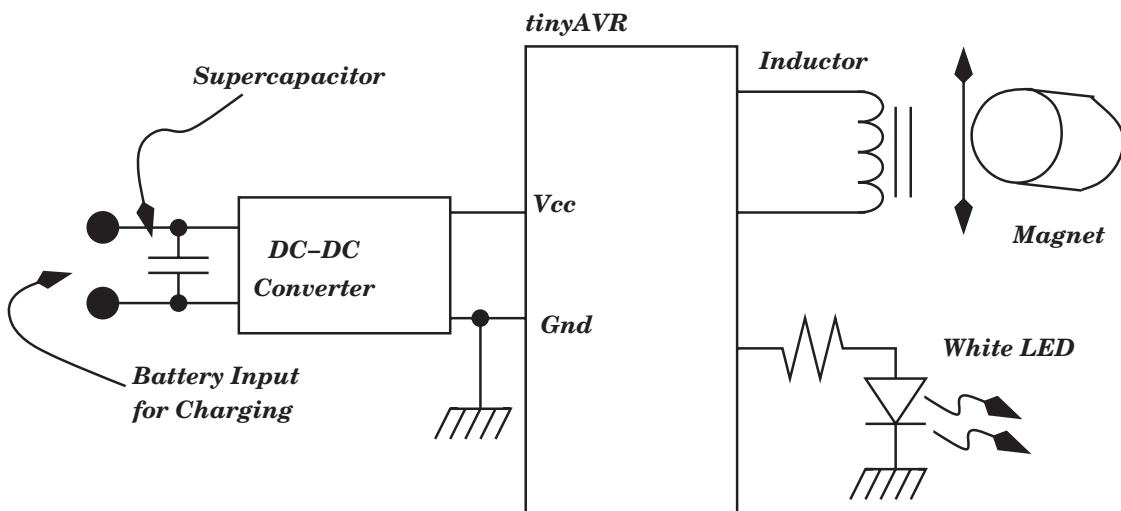 tinyAVR
Supercapacitor
Inductor
Vcc
DC–DC
Converter
Magnet
Gnd
White LED
Battery Input
for Charging